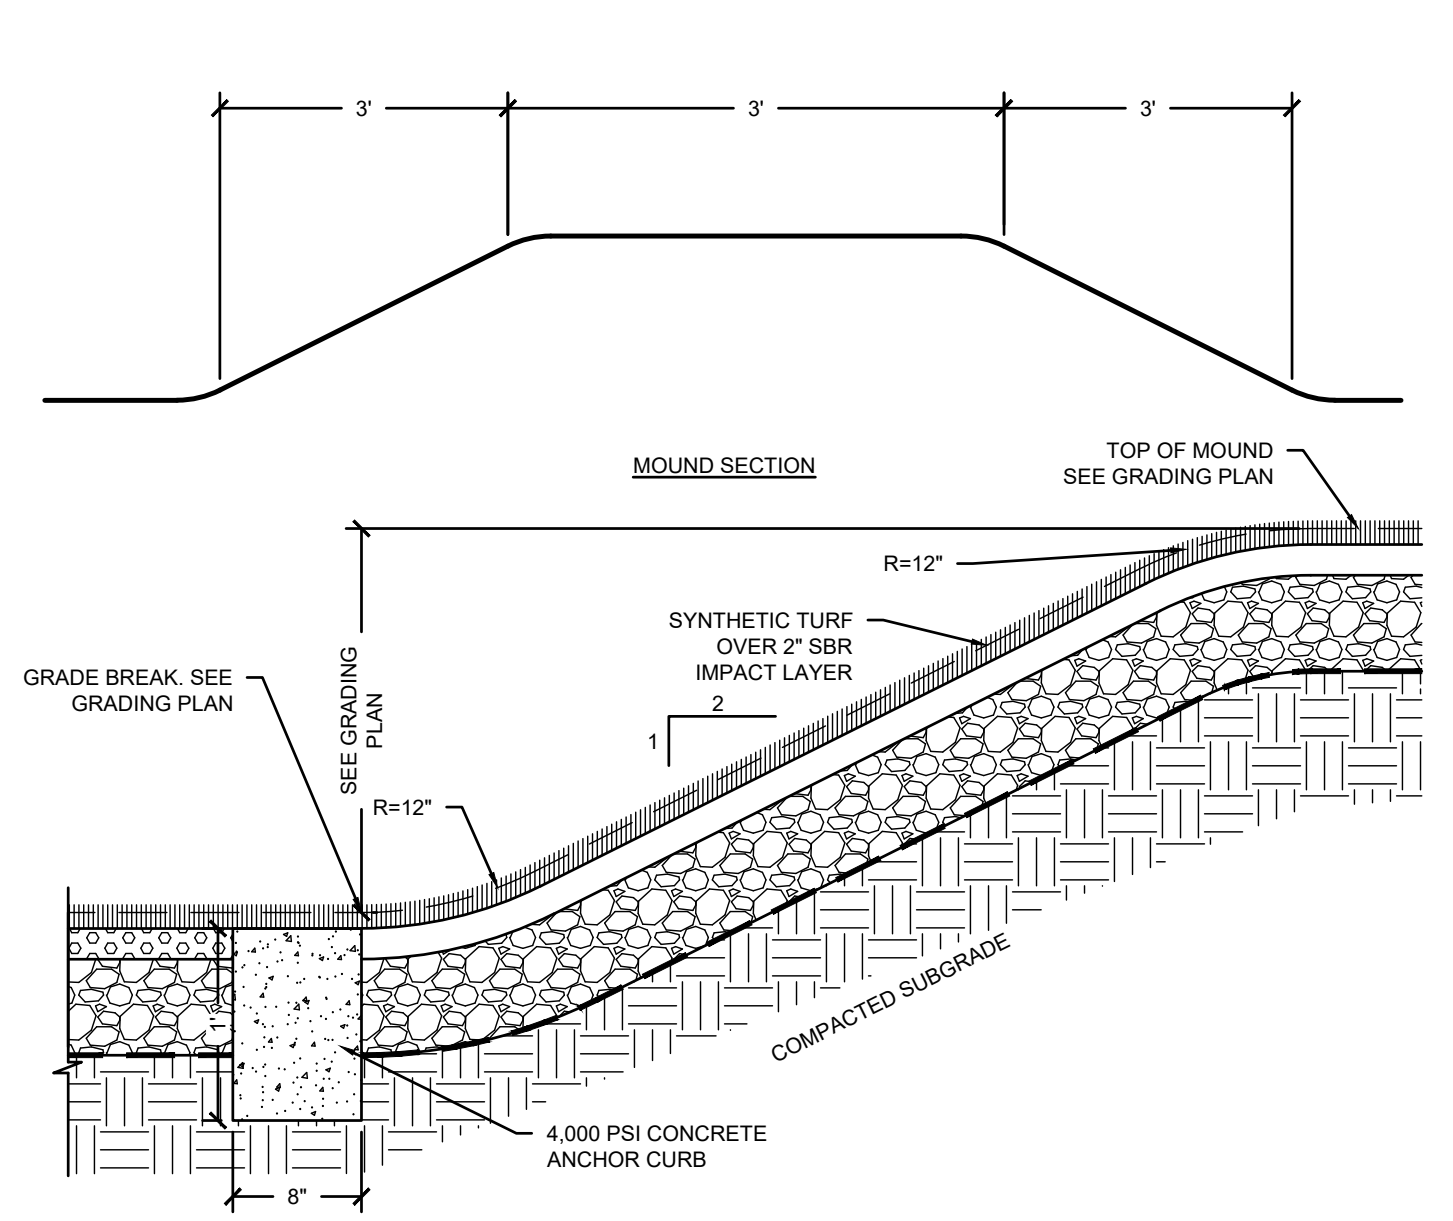 3'
3'
3'
MOUND SECTION
TOP OF MOUND
SEE GRADING PLAN
R=12"
SYNTHETIC TURF
OVER 2" SBR
IMPACT LAYER
2
1
GRADE BREAK. SEE
GRADING PLAN
SEE GRADING
PLAN
R=12"
COMPACTED SUBGRADE
1'
4,000 PSI CONCRETE
ANCHOR CURB
8"